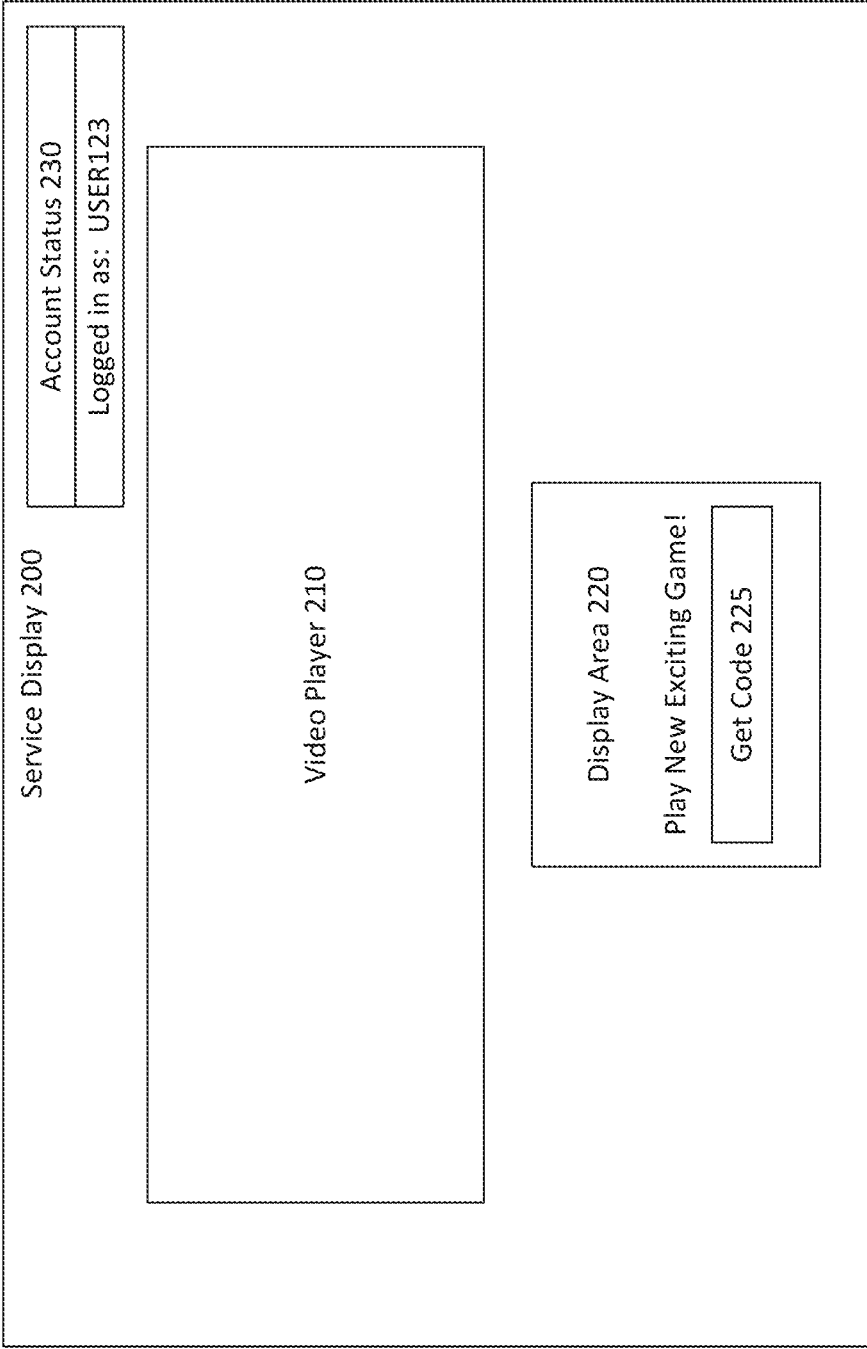 Service Display 200
Account Status 230
Logged in as: USER123
Video Player 210
Display Area 220
Play New Exciting Game!
Get Code 225